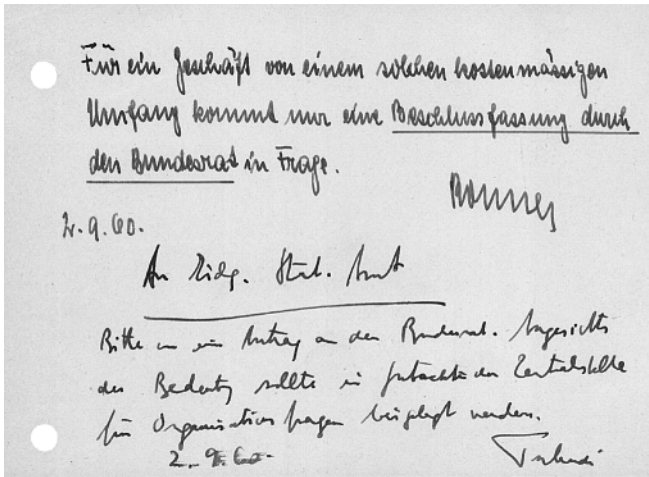 Für ein Geschäft von einem solchen kostenmässigen
Umfang kommt nur eine Beschlussfassung durch
den Bundesrat in Frage.
2.9.60.
An Eidg. Stat. Amt
Bitte um ein Antrag an den Bundesrat. Angesichts
der Bedeutung sollte ein Gutachten der Zentralstelle
für Organisationsfragen beigelegt werden.
2.9.60.
Tschudi